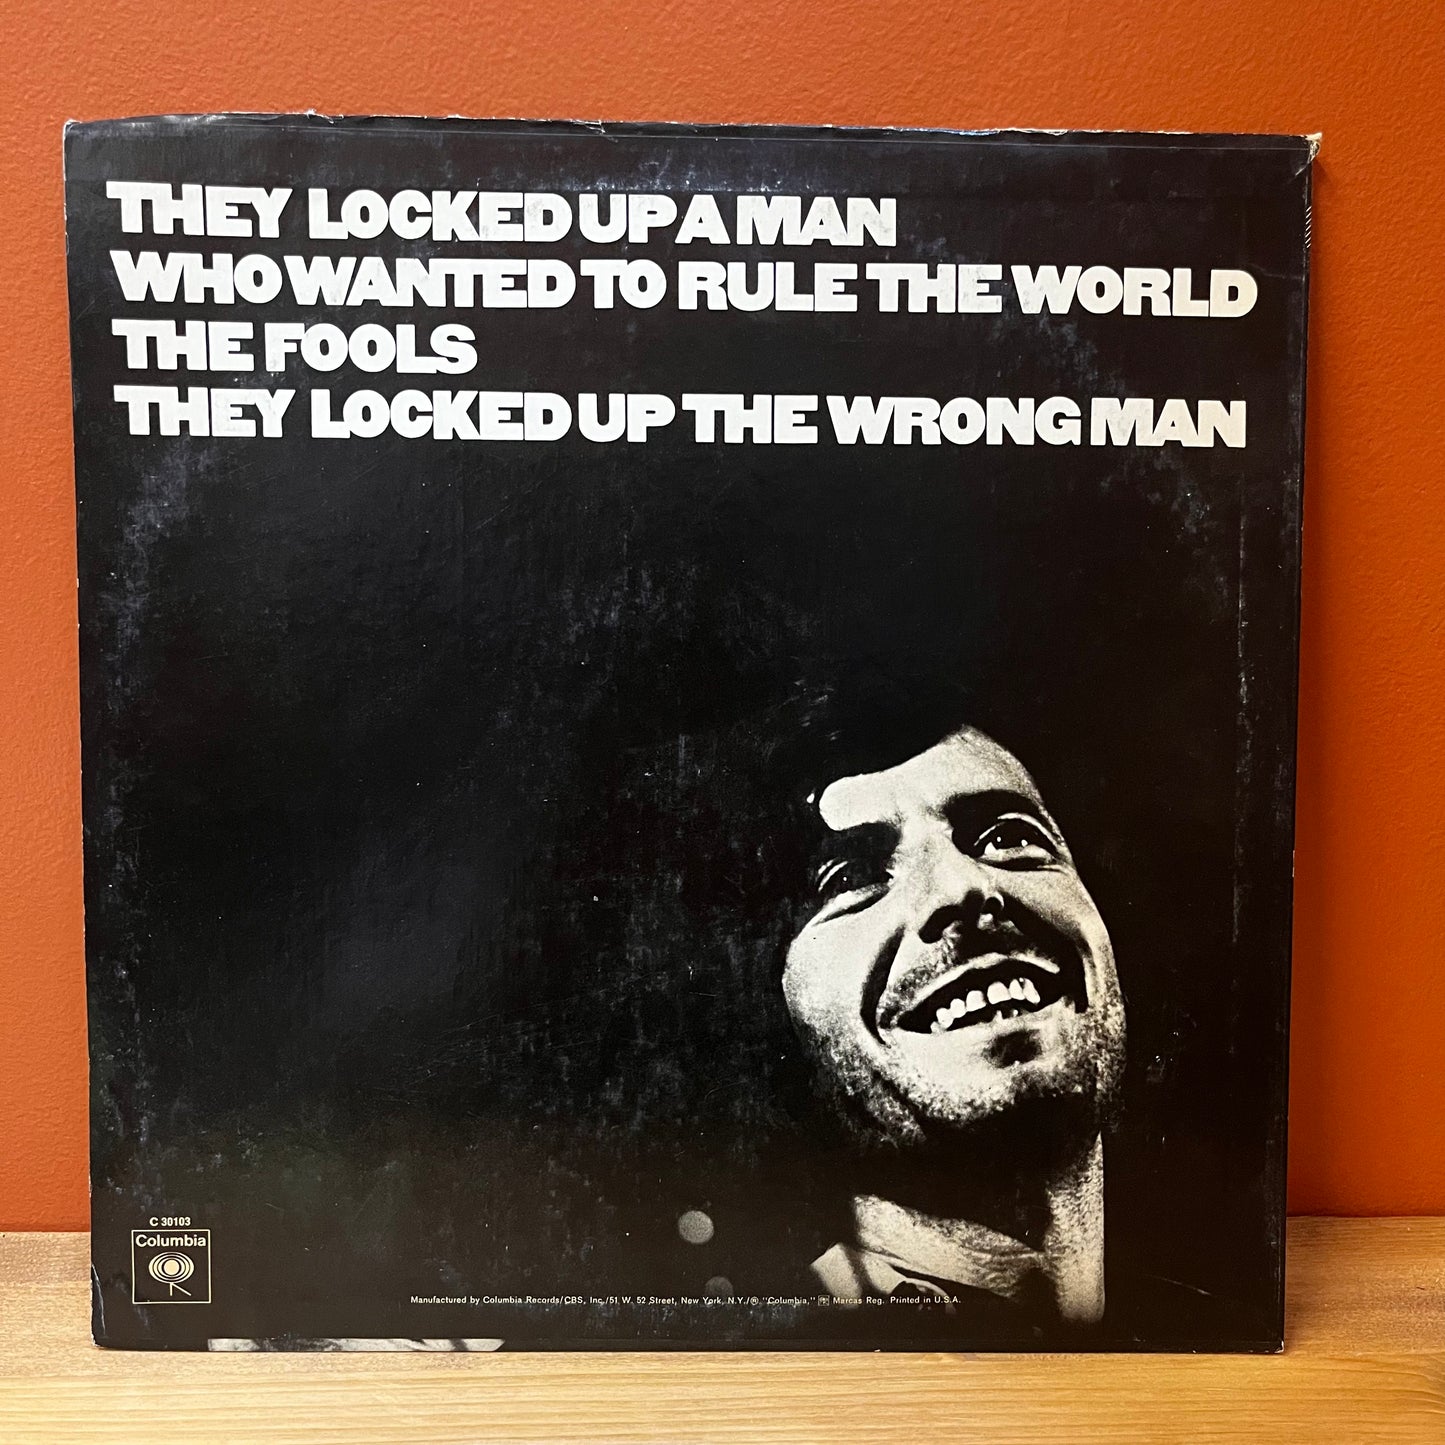 THEY LOCKED UP A MAN
WHO WANTED TO RULE THE WORLD
THE FOOLS
THEY LOCKED UP THE WRONG MAN
C 30103
Columbia
Manufactured by Columbia Records/CBS, Inc./51 W. 52 Street, New York, N.Y./® "Columbia," Marcas Reg. Printed in U.S.A.